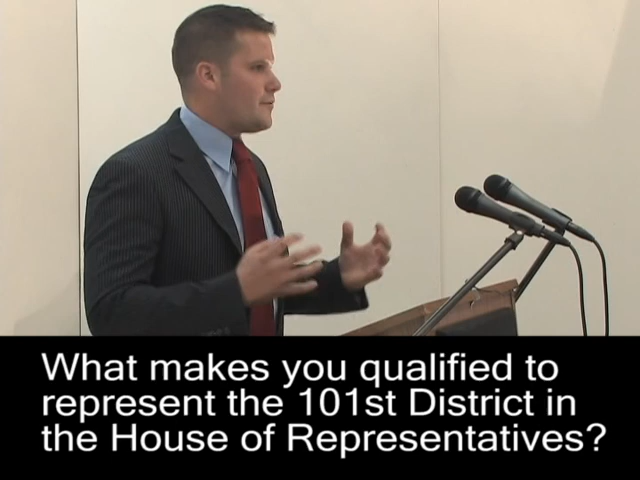 What makes you qualified to
represent the 101st District in
the House of Representatives?